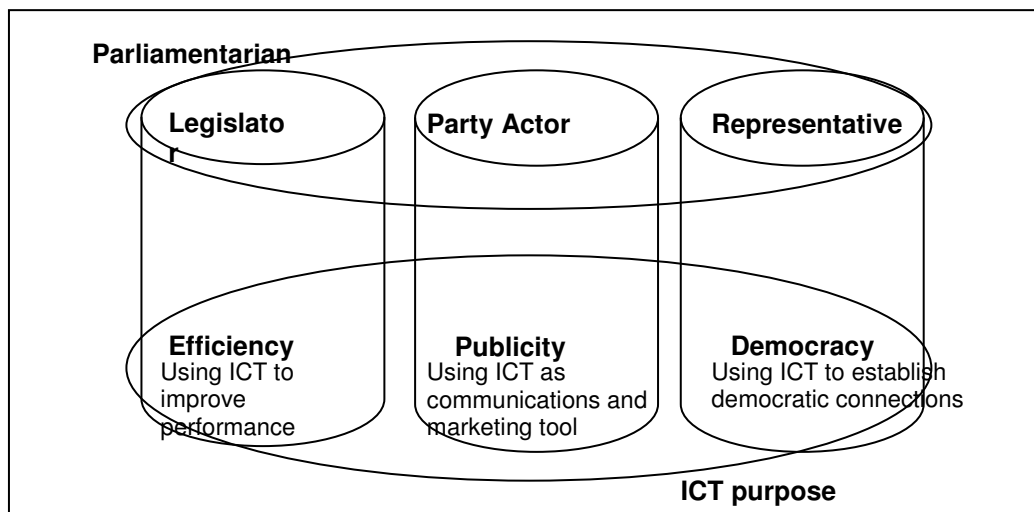 Parliamentarian
Legislato
r
Party Actor
Representative
Efficiency
Using ICT to
improve
performance
Publicity
Using ICT as
communications and
marketing tool
Democracy
Using ICT to establish
democratic connections
ICT purpose